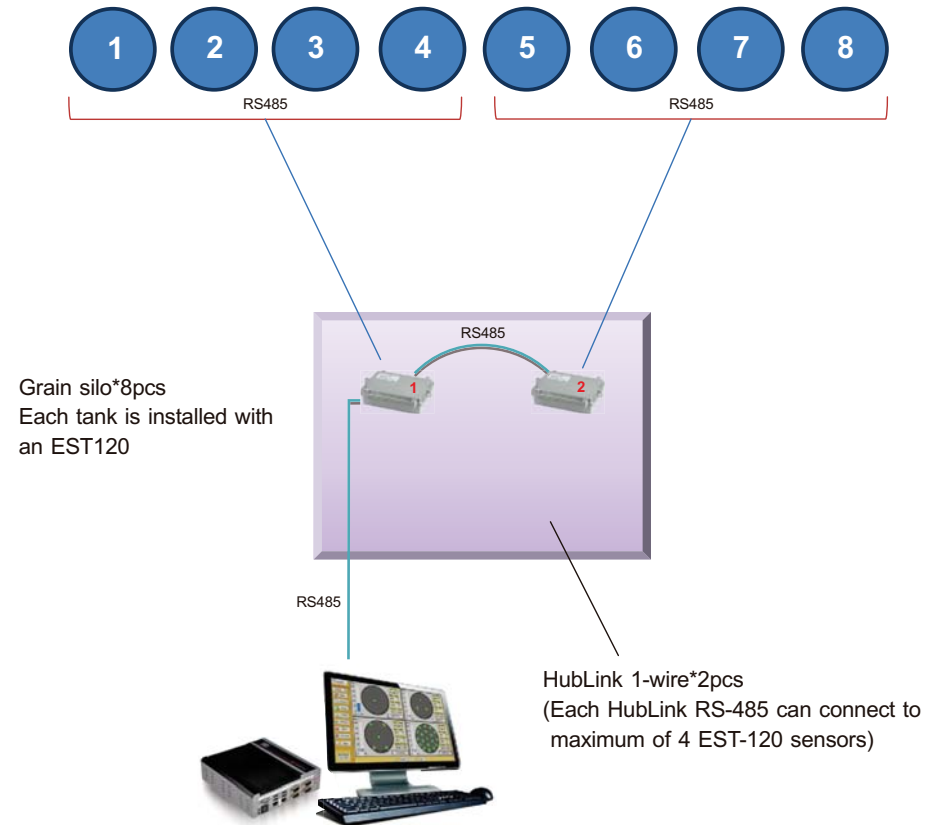 1 2 3 4 5 6 7 8
RS485 RS485
RS485
1 2
Grain silo*8pcs
Each tank is installed with
an EST120
RS485
HubLink 1-wire*2pcs
(Each HubLink RS-485 can connect to
maximum of 4 EST-120 sensors)